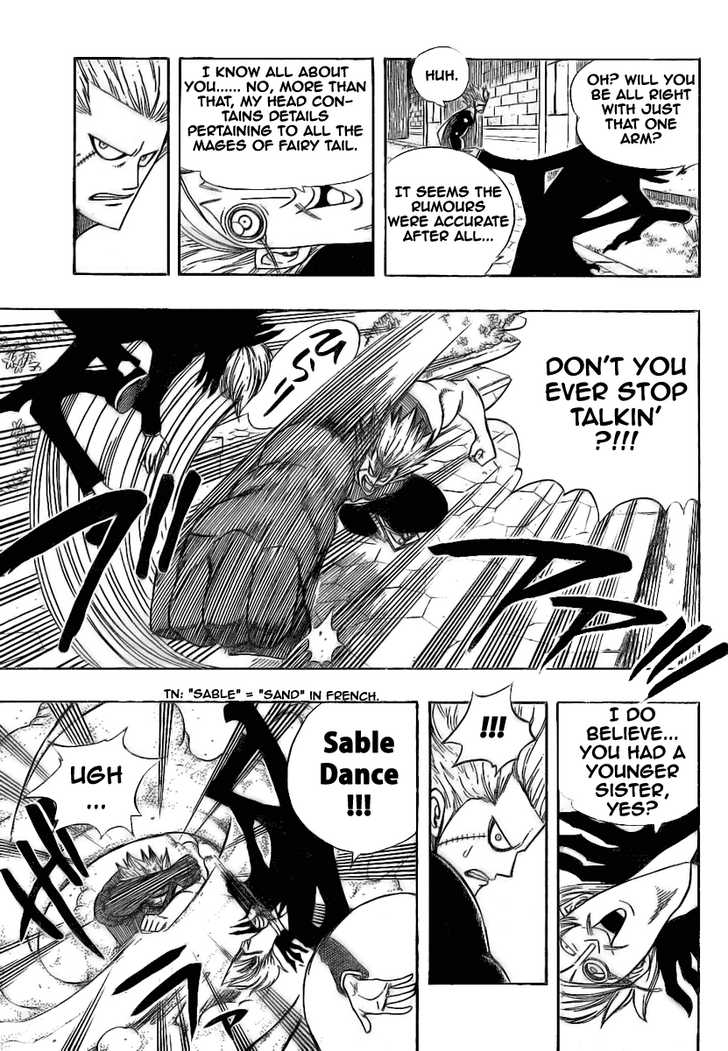 OH? WILL YOU
BE ALL RIGHT
WITH JUST
THAT ONE
ARM?
HUH.
IT SEEMS THE
RUMOURS
WERE ACCURATE
AFTER ALL...
I KNOW ALL ABOUT
YOU...... NO, MORE THAN
THAT, MY HEAD CON-
TAINS DETAILS
PERTAINING TO ALL THE
MAGES OF FAIRY TAIL.
DON'T YOU
EVER STOP
TALKIN'
?!!!
I DO
BELIEVE...
YOU HAD A
YOUNGER
SISTER,
YES?
!!!
TN: "SABLE" = "SAND" IN FRENCH.
Sable
Dance
!!!
UGH
...